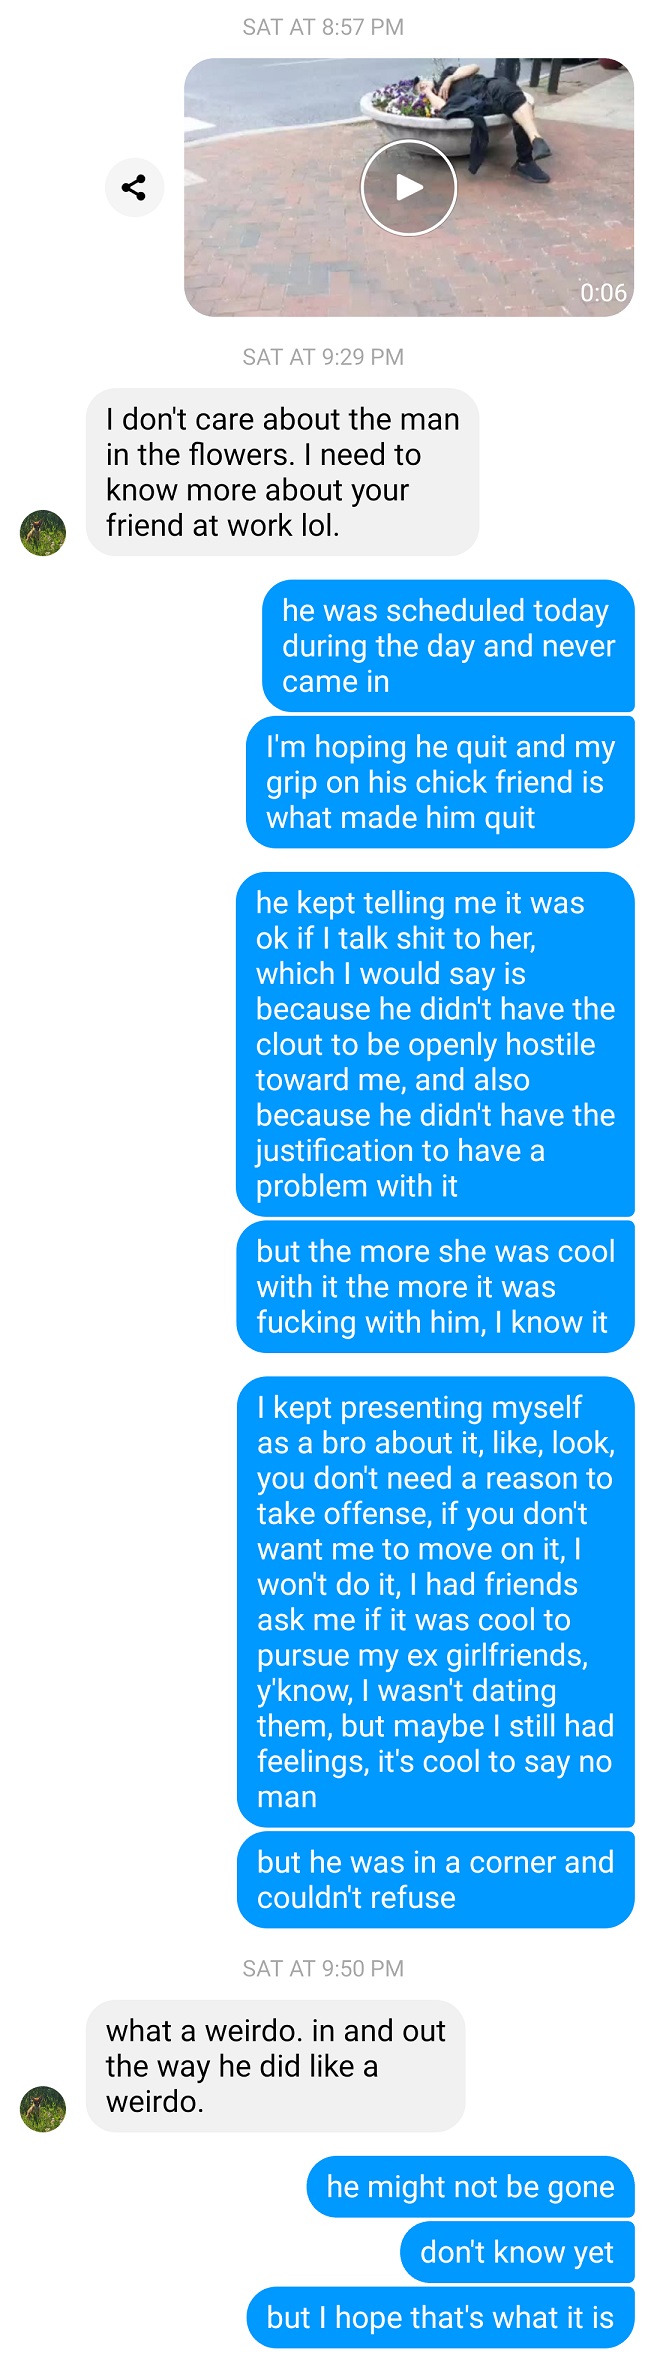 SAT AT 8:57 PM
0:06
SAT AT 9:29 PM
I don't care about the man
in the flowers. I need to
know more about your
friend at work lol.
he was scheduled today
during the day and never
came in
I'm hoping he quit and my
grip on his chick friend is
what made him quit
he kept telling me it was
ok if I talk shit to her,
which I would say is
because he didn't have the
clout to be openly hostile
toward me, and also
because he didn't have the
justification to have a
problem with it
but the more she was cool
with it the more it was
fucking with him, I know it
I kept presenting myself
as a bro about it, like, look,
you don't need a reason to
take offense, if you don't
want me to move on it, I
won't do it, I had friends
ask me if it was cool to
pursue my ex girlfriends,
y'know, I wasn't dating
them, but maybe I still had
feelings, it's cool to say no
man
but he was in a corner and
couldn't refuse
SAT AT 9:50 PM
what a weirdo. in and out
the way he did like a
weirdo.
he might not be gone
don't know yet
but I hope that's what it is